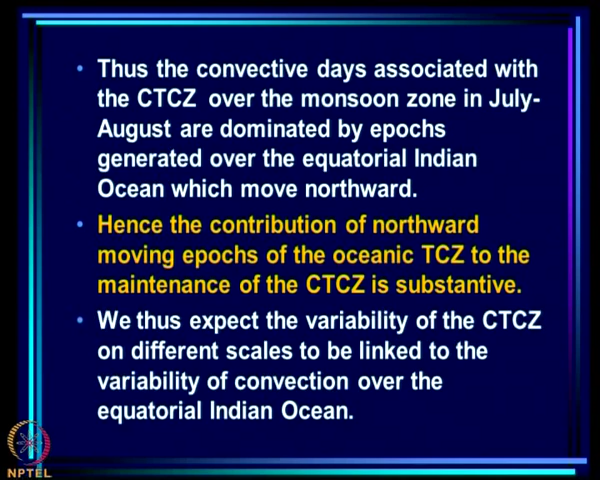 • Thus the convective days associated with
the CTCZ over the monsoon zone in July-
August are dominated by epochs
generated over the equatorial Indian
Ocean which move northward.
• Hence the contribution of northward
moving epochs of the oceanic TCZ to the
maintenance of the CTCZ is substantive.
• We thus expect the variability of the CTCZ
on different scales to be linked to the
variability of convection over the
equatorial Indian Ocean.
NPTEL